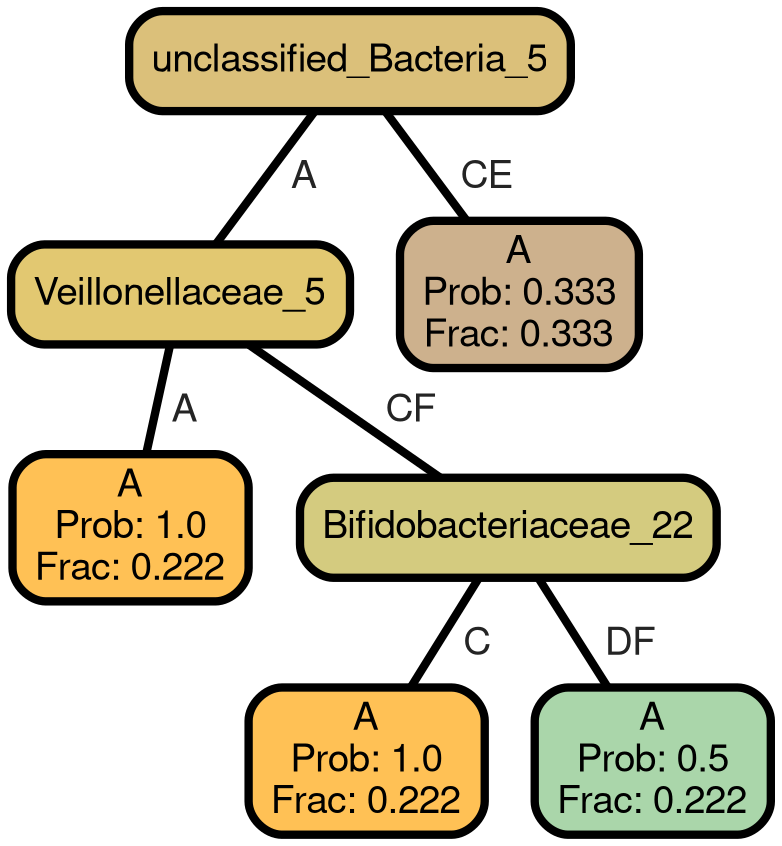 unclassified_Bacteria_5
A
CE
Veillonellaceae_5
A
Prob: 0.333
Frac: 0.333
A
CF
A
Prob: 1.0
Frac: 0.222
Bifidobacteriaceae_22
C
DF
A
Prob: 1.0
Frac: 0.222
A
Prob: 0.5
Frac: 0.222